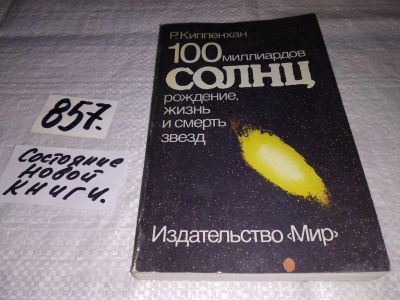 857.
Состояние
новой
книги.
Р. Киппенхан
100 миллиардов
СОЛНЦ
рождение,
жизнь
и смерть
звезд
Издательство «Мир»